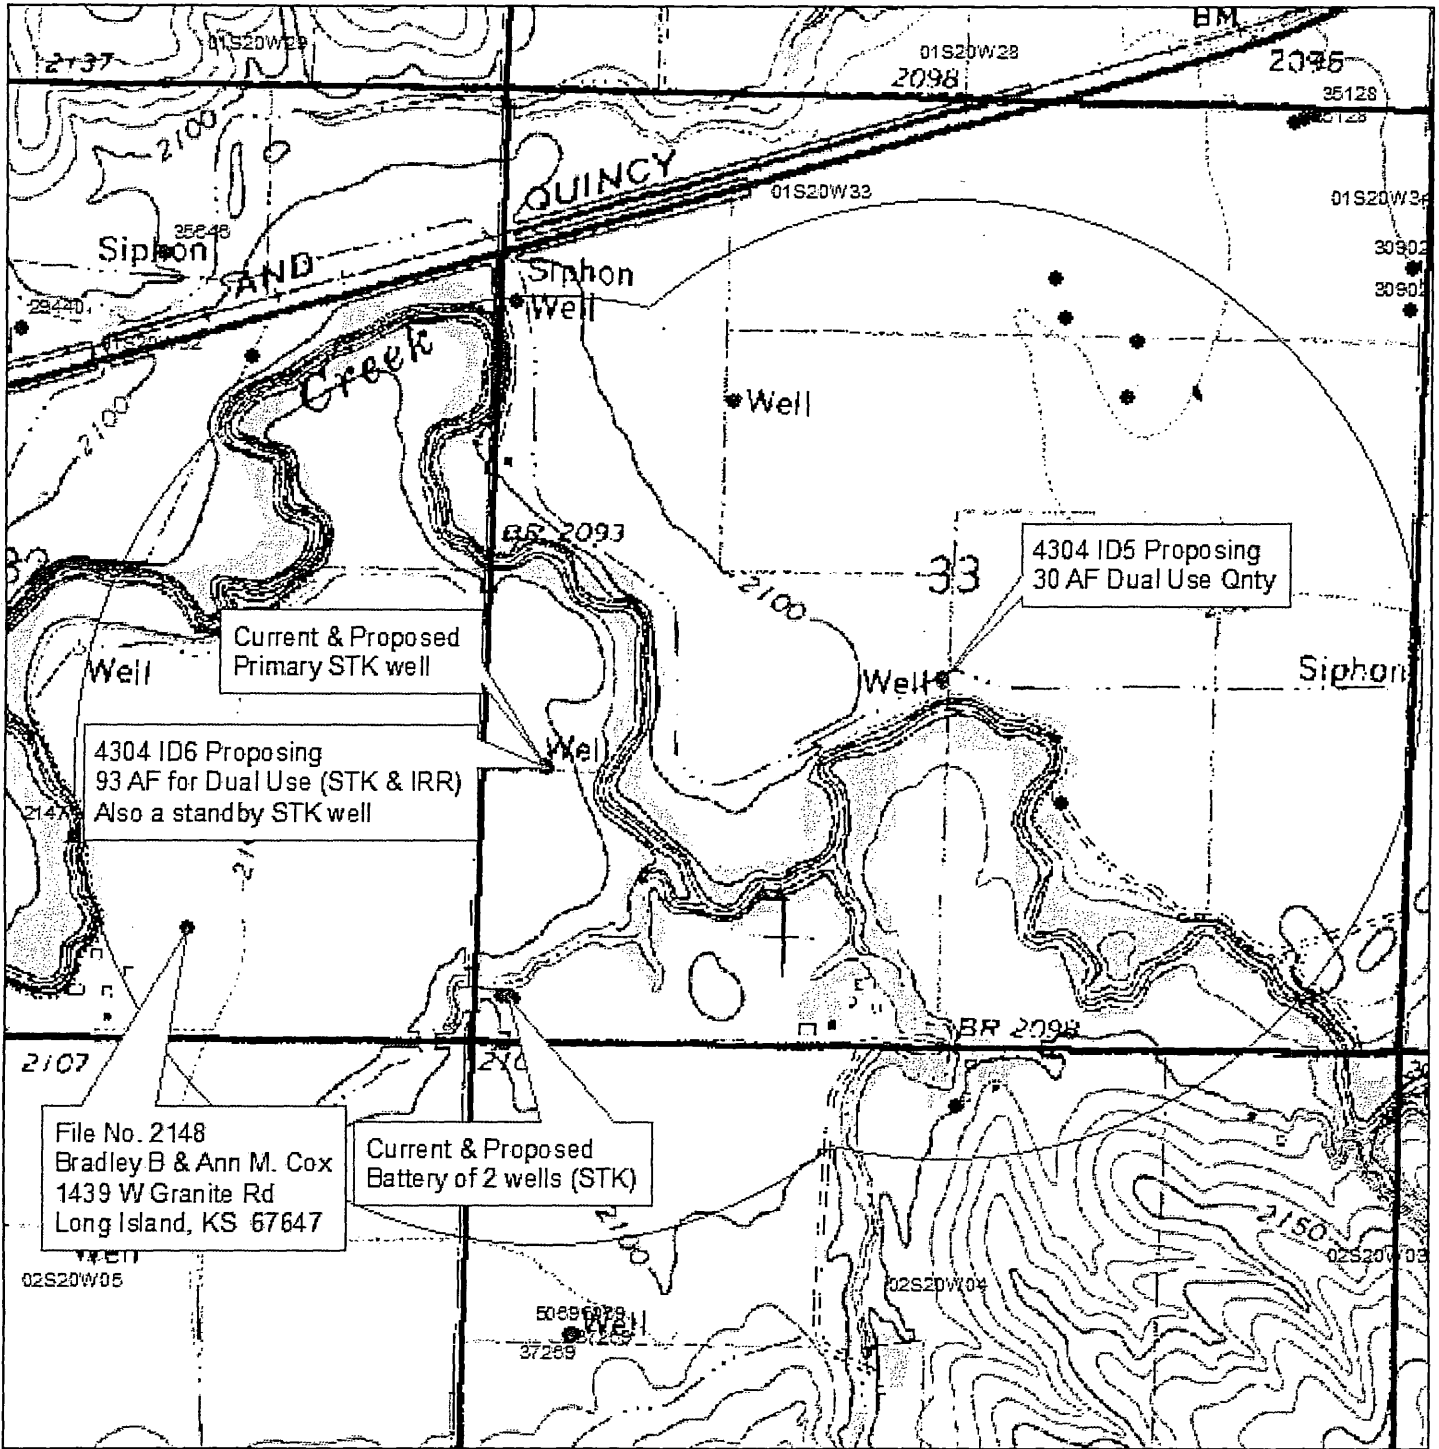 BM
01S20W29
01S20W28
2137
2098
35128
35128
2100
QUINCY
01S20W33
35648
Siphon
AND
Siphon
Well
30902
29440
Creek
2100
Well
BR 2093
33
4304 ID5 Proposing
30 AF Dual Use Qnty
2100
Current & Proposed
Primary STK well
Well
Well
Siphon
4304 ID6 Proposing
93 AF for Dual Use (STK & IRR)
Also a standby STK well
Well
BR 2098
2107
File No. 2148
Bradley B & Ann M. Cox
1439 W Granite Rd
Long Island, KS 67647
Current & Proposed
Battery of 2 wells (STK)
2100
2150
Well
02S20W05
02S20W04
02S20W03
Well
37269